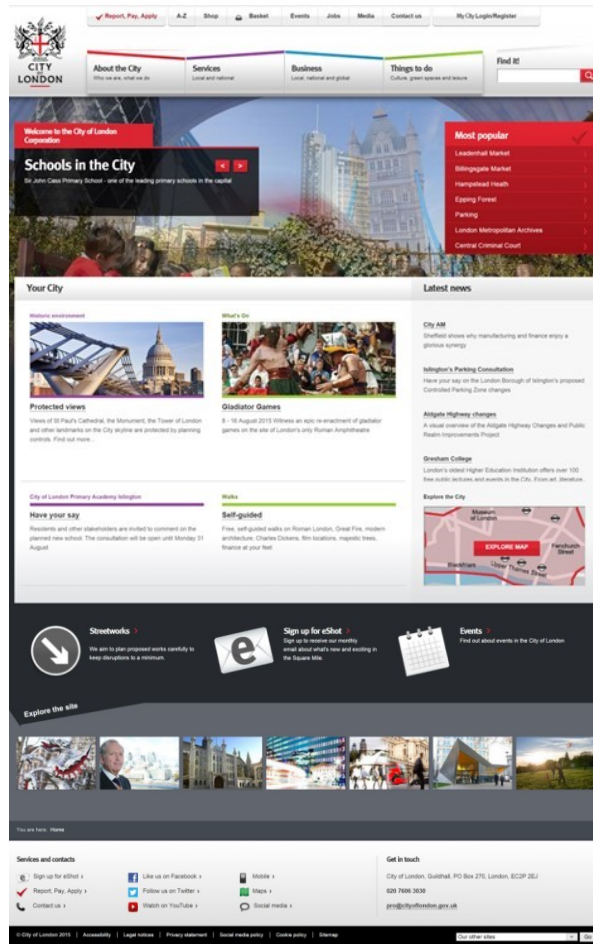 Report, Pay, Apply
A-Z
Shop
Basket
Events
Jobs
Media
Contact us
My City Login/Register
CITY
OF
LONDON
About the City
Who we are, what we do
Services
Local and national
Business
Local, national and global
Things to do
Culture, green spaces and leisure
Find it!
Welcome to the City of London
Corporation
Schools in the City
< >
Sir John Cass Primary School - one of the leading primary schools in the capital
Most popular
Leadenhall Market
Billingsgate Market
Hampstead Heath
Epping Forest
Parking
London Metropolitan Archives
Central Criminal Court
Your City
Historic environment
Protected views
Views of St Paul's Cathedral, the Monument, the Tower of London
and other landmarks on the City skyline are protected by planning
controls. Find out more...
What's On
Gladiator Games
8 - 16 August 2015 Witness an epic re-enactment of gladiator
games on the site of London's only Roman Amphitheatre
City of London Primary Academy Islington
Have your say
Residents and other stakeholders are invited to comment on the
planned new school. The consultation will be open until Monday 31
August
Walks
Self-guided
Free, self-guided walks on Roman London, Great Fire, modern
architecture, Charles Dickens, film locations, majestic trees,
finance at your feet
Latest news
City AM
Sheffield shows why manufacturing and finance enjoy a
glorious synergy
Islington's Parking Consultation
Have your say on the London Borough of Islington's proposed
Controlled Parking Zone changes
Aldgate Highway changes
A visual overview of the Aldgate Highway Changes and Public
Realm Improvements Project
Gresham College
London's oldest Higher Education Institution offers over 100
free public lectures and events in the City. From art, literature,
Explore the City
Museum
of London
EXPLORE MAP
Fenchurch
Street
Blackfriars
Upper Thames Street
Streetworks >
We aim to plan proposed works carefully to
keep disruptions to a minimum.
e
Sign up for eShot >
Sign up to receive our monthly
email about what's new and exciting in
the Square Mile.
Events >
Find out about events in the City of London
Explore the site
You are here: Home
Services and contacts
Sign up for eShot >
Report, Pay, Apply >
Contact us >
Like us on Facebook >
Follow us on Twitter >
Watch on YouTube >
Mobile >
Maps >
Social media >
Get in touch
City of London, Guildhall, PO Box 270, London, EC2P 2EJ
020 7606 3030
pro@cityoflondon.gov.uk
© City of London 2015 | Accessibility | Legal notices | Privacy statement | Social media policy | Cookie policy | Sitemap
Our other sites
Go